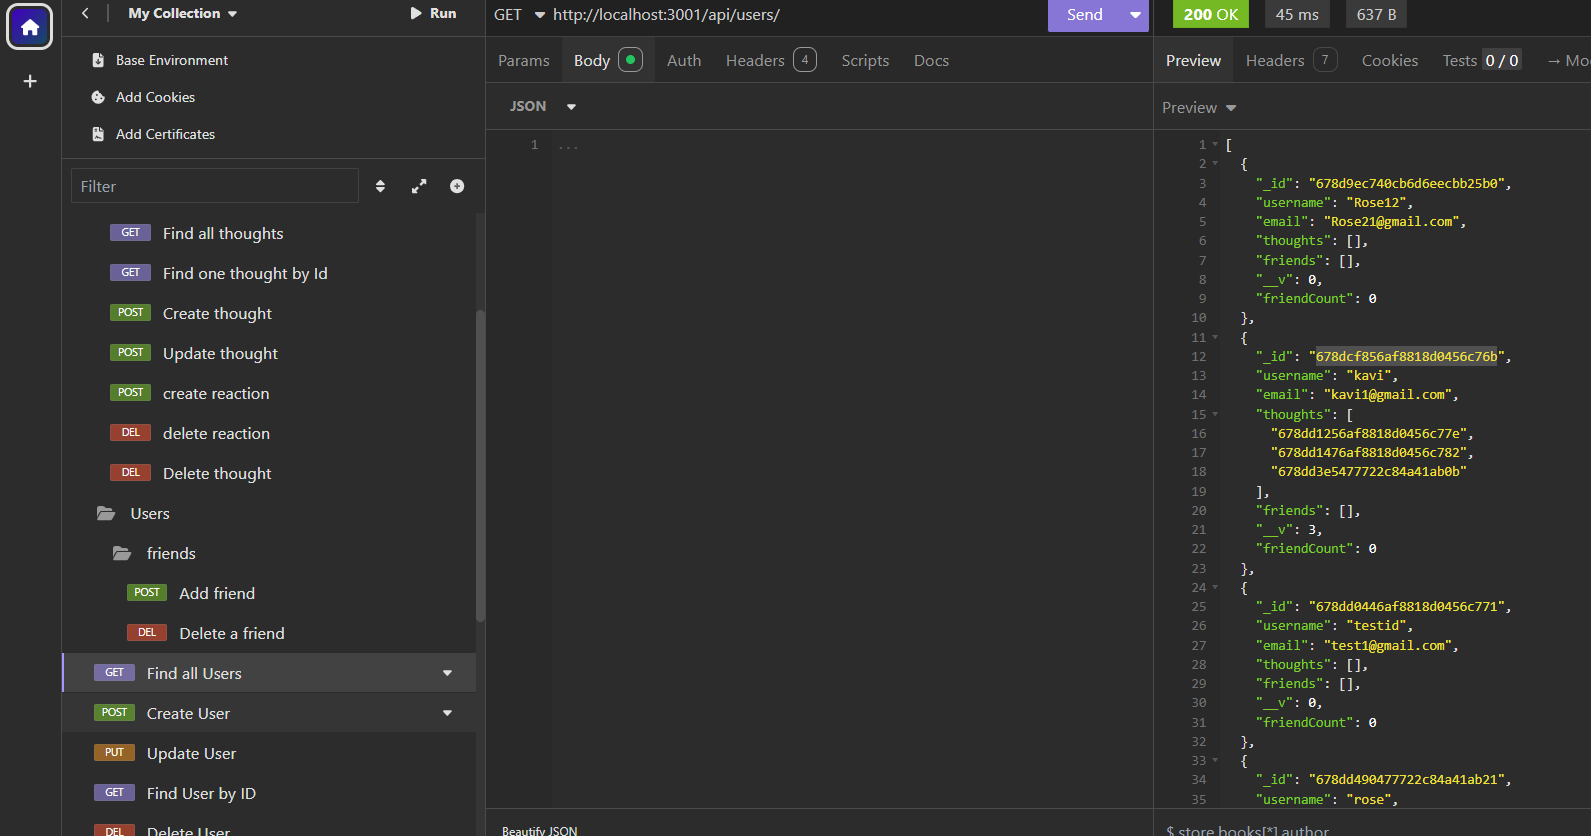 My Collection
Run
Base Environment
Add Cookies
Add Certificates
Filter
GET Find all thoughts
GET Find one thought by Id
POST Create thought
POST Update thought
POST create reaction
DEL delete reaction
DEL Delete thought
Users
friends
POST Add friend
DEL Delete a friend
GET Find all Users
POST Create User
PUT Update User
GET Find User by ID
DEL Delete User
GET http://localhost:3001/api/users/
Send
Params Body Auth Headers 4 Scripts Docs
JSON
1 ...
Beautify JSON
200 OK 45 ms 637 B
Preview Headers 7 Cookies Tests 0 / 0 → Moc
Preview
1 [
2 {
3 "_id": "678d9ec740cb6d6eecbb25b0",
4 "username": "Rose12",
5 "email": "Rose21@gmail.com",
6 "thoughts": [],
7 "friends": [],
8 "__v": 0,
9 "friendCount": 0
10 },
11 {
12 "_id": "678dcf856af8818d0456c76b",
13 "username": "kavi",
14 "email": "kavi1@gmail.com",
15 "thoughts": [
16 "678dd1256af8818d0456c77e",
17 "678dd1476af8818d0456c782",
18 "678dd3e5477722c84a41ab0b"
19 ],
20 "friends": [],
21 "__v": 3,
22 "friendCount": 0
23 },
24 {
25 "_id": "678dd0446af8818d0456c771",
26 "username": "testid",
27 "email": "test1@gmail.com",
28 "thoughts": [],
29 "friends": [],
30 "__v": 0,
31 "friendCount": 0
32 },
33 {
34 "_id": "678dd490477722c84a41ab21",
35 "username": "rose",
$.store.books[*].author